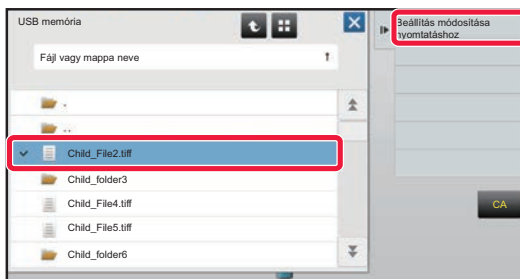 USB memória
Beállítás módosítása
nyomtatáshoz
Fájl vagy mappa neve
.
..
Child_File2.tiff
Child_folder3
Child_File4.tiff
Child_File5.tiff
Child_folder6
CA